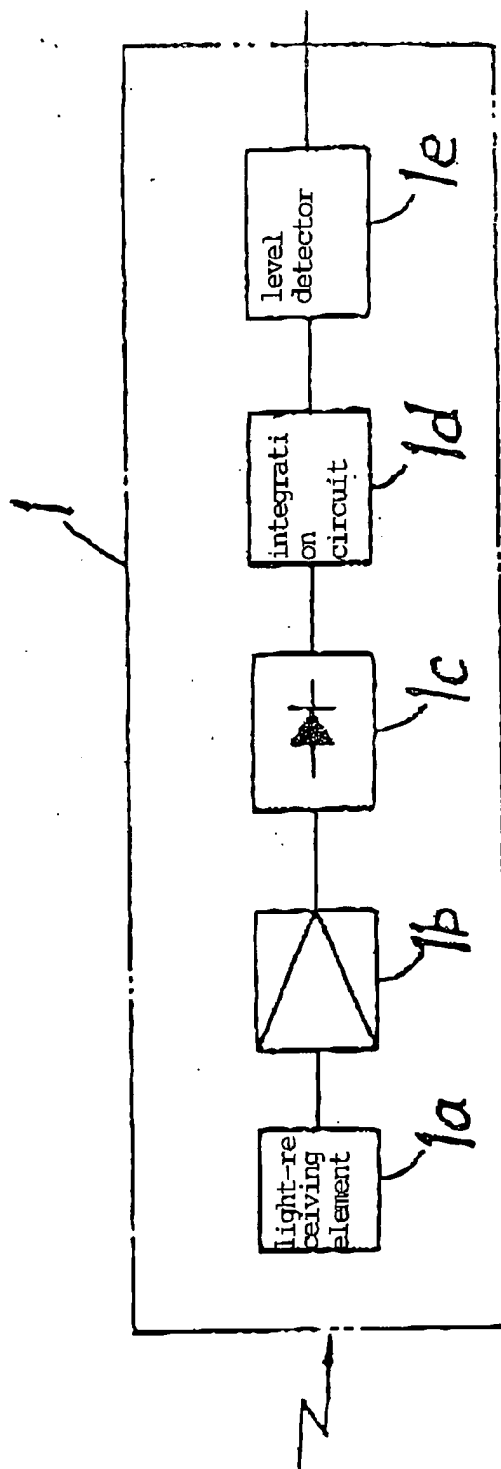 1
light-re
ceiving
element
1a
1b
1c
integrati
on
circuit
1d
level
detector
1e